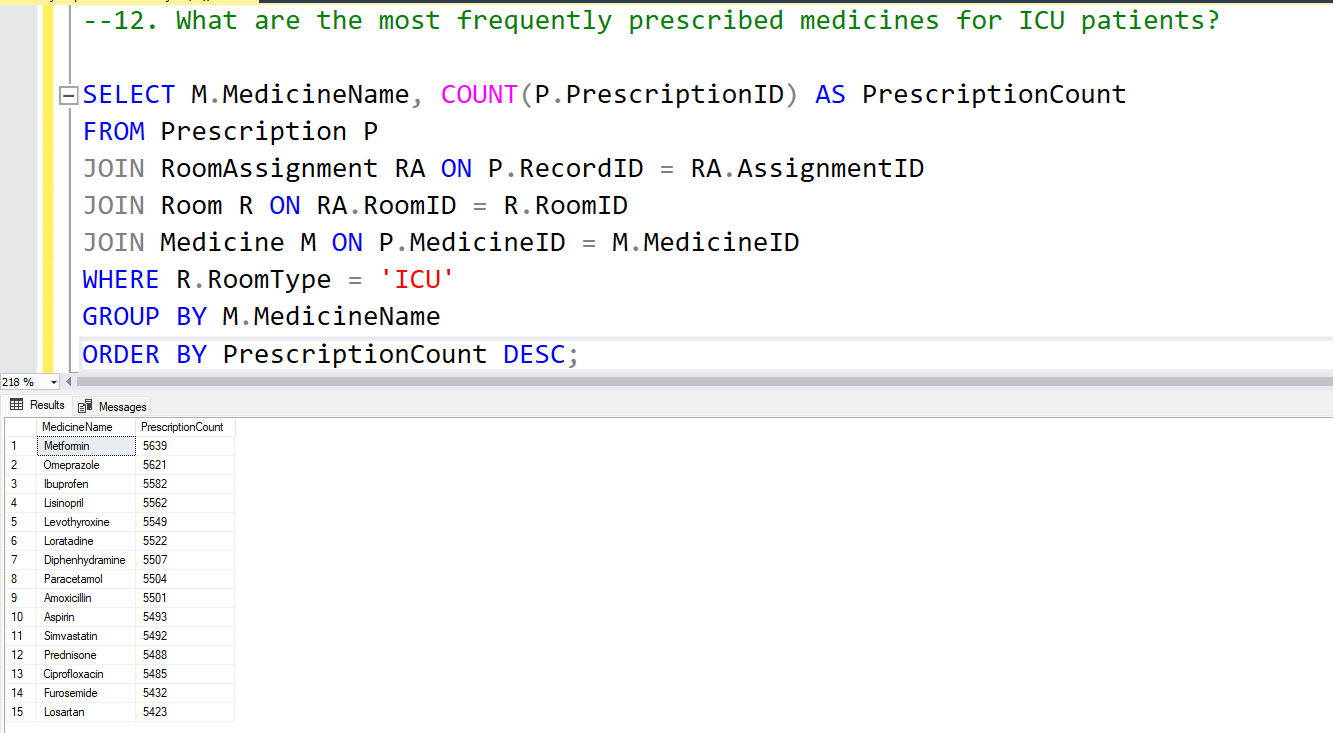 --12. What are the most frequently prescribed medicines for ICU patients?
SELECT M.MedicineName, COUNT(P.PrescriptionID) AS PrescriptionCount
FROM Prescription P
JOIN RoomAssignment RA ON P.RecordID = RA.AssignmentID
JOIN Room R ON RA.RoomID = R.RoomID
JOIN Medicine M ON P.MedicineID = M.MedicineID
WHERE R.RoomType = 'ICU'
GROUP BY M.MedicineName
ORDER BY PrescriptionCount DESC;
218 %
Results Messages
MedicineName PrescriptionCount
1 Metformin 5639
2 Omeprazole 5621
3 Ibuprofen 5582
4 Lisinopril 5562
5 Levothyroxine 5549
6 Loratadine 5522
7 Diphenhydramine 5507
8 Paracetamol 5504
9 Amoxicillin 5501
10 Aspirin 5493
11 Simvastatin 5492
12 Prednisone 5488
13 Ciprofloxacin 5485
14 Furosemide 5432
15 Losartan 5423